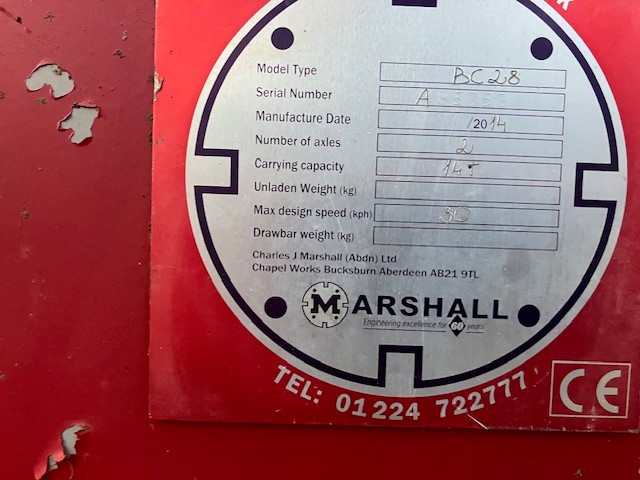 Model Type BC28
Serial Number A
Manufacture Date /2014
Number of axles 2
Carrying capacity 14T
Unladen Weight (kg)
Max design speed (kph) 30
Drawbar weight (kg)
Charles J Marshall (Abdn) Ltd
Chapel Works Bucksburn Aberdeen AB21 9TL
MARSHALL
Engineering excellence for 60 years
TEL: 01224 722777
CE